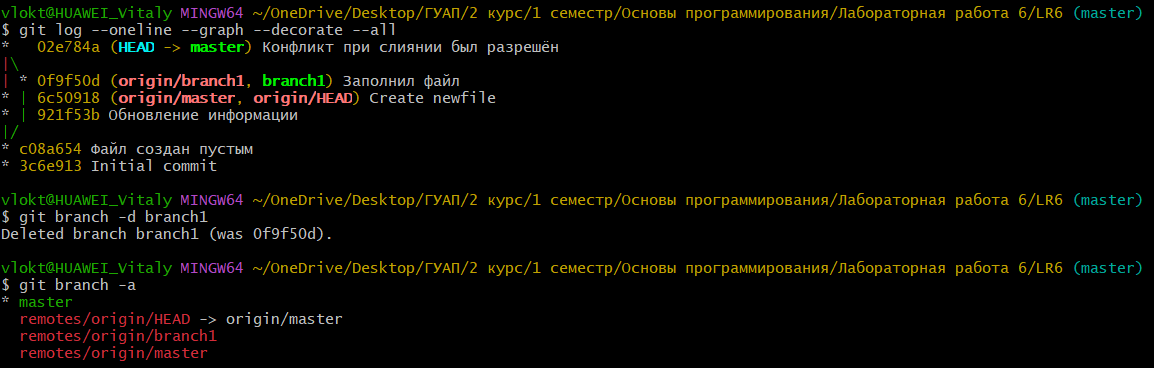 vlokt@HUAWEI_Vitaly MINGW64 ~/OneDrive/Desktop/ГУАП/2 курс/1 семестр/Основы программирования/Лабораторная работа 6/LR6 (master)
$ git log --oneline --graph --decorate --all
*   02e784a (HEAD -> master) Конфликт при слиянии был разрешён
|\
| * 0f9f50d (origin/branch1, branch1) Заполнил файл
* | 6c50918 (origin/master, origin/HEAD) Create newfile
* | 921f53b Обновление информации
|/
* c08a654 Файл создан пустым
* 3c6e913 Initial commit
vlokt@HUAWEI_Vitaly MINGW64 ~/OneDrive/Desktop/ГУАП/2 курс/1 семестр/Основы программирования/Лабораторная работа 6/LR6 (master)
$ git branch -d branch1
Deleted branch branch1 (was 0f9f50d).
vlokt@HUAWEI_Vitaly MINGW64 ~/OneDrive/Desktop/ГУАП/2 курс/1 семестр/Основы программирования/Лабораторная работа 6/LR6 (master)
$ git branch -a
* master
  remotes/origin/HEAD -> origin/master
  remotes/origin/branch1
  remotes/origin/master